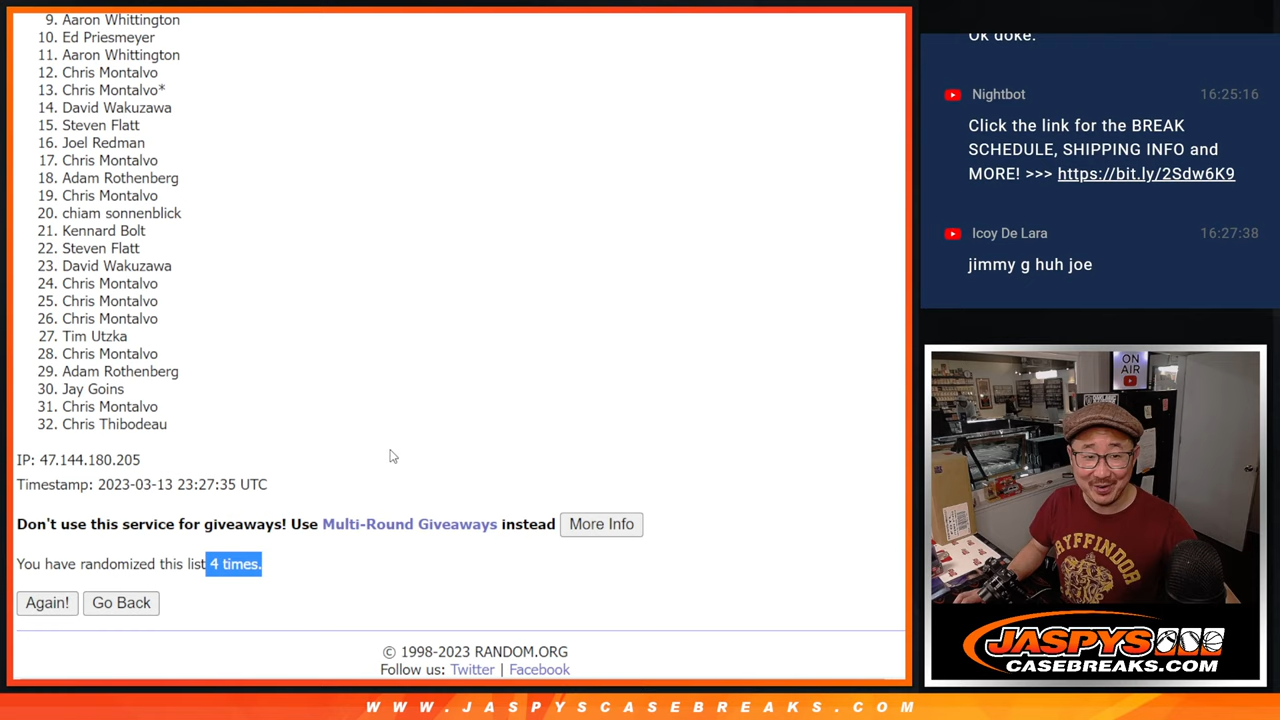 9. Aaron Whittington
10. Ed Priesmeyer
11. Aaron Whittington
12. Chris Montalvo
13. Chris Montalvo*
14. David Wakuzawa
15. Steven Flatt
16. Joel Redman
17. Chris Montalvo
18. Adam Rothenberg
19. Chris Montalvo
20. chiam sonnenblick
21. Kennard Bolt
22. Steven Flatt
23. David Wakuzawa
24. Chris Montalvo
25. Chris Montalvo
26. Chris Montalvo
27. Tim Utzka
28. Chris Montalvo
29. Adam Rothenberg
30. Jay Goins
31. Chris Montalvo
32. Chris Thibodeau
IP: 47.144.180.205
Timestamp: 2023-03-13 23:27:35 UTC
Don't use this service for giveaways! Use Multi-Round Giveaways instead More Info
You have randomized this list 4 times.
Again! Go Back
© 1998-2023 RANDOM.ORG
Follow us: Twitter | Facebook
Ok doke.
Nightbot 16:25:16
Click the link for the BREAK
SCHEDULE, SHIPPING INFO and
MORE! >>> https://bit.ly/2Sdw6K9
Icoy De Lara 16:27:38
jimmy g huh joe
ON
AIR
GRYFFINDOR
JASPYS
CASEBREAKS.COM
WWW.JASPYSCASEBREAKS.COM